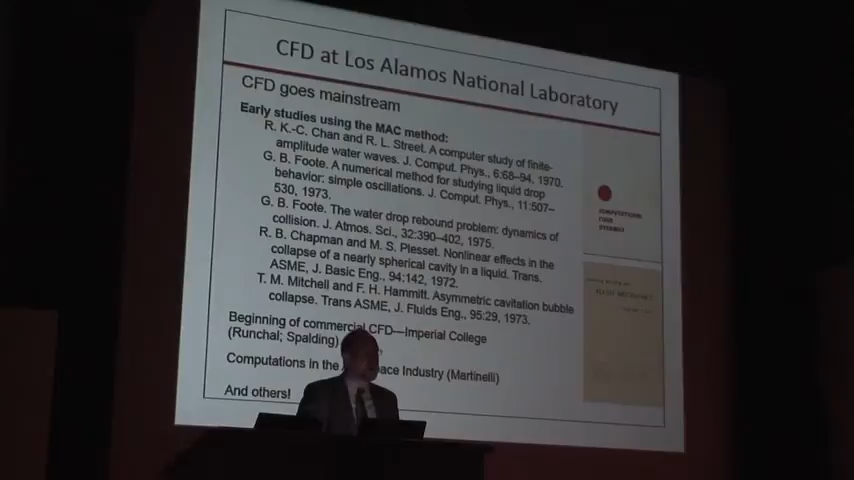 CFD at Los Alamos National Laboratory
CFD goes mainstream
Early studies using the MAC method:
R. K.-C. Chan and R. L. Street. A computer study of finite-
amplitude water waves. J. Comput. Phys., 6:68–94, 1970.
G. B. Foote. A numerical method for studying liquid drop
behavior: simple oscillations. J. Comput. Phys., 11:507–
530, 1973.
G. B. Foote. The water drop rebound problem: dynamics of
collision. J. Atmos. Sci., 32:390–402, 1975.
R. B. Chapman and M. S. Plesset. Nonlinear effects in the
collapse of a nearly spherical cavity in a liquid. Trans.
ASME, J. Basic Eng., 94:142, 1972.
T. M. Mitchell and F. H. Hammitt. Asymmetric cavitation bubble
collapse. Trans ASME, J. Fluids Eng., 95:29, 1973.
Beginning of commercial CFD—Imperial College
(Runchal; Spalding)
Computations in the Industry (Martinelli)
And others!
COMPUTATIONAL
FLUID
DYNAMICS